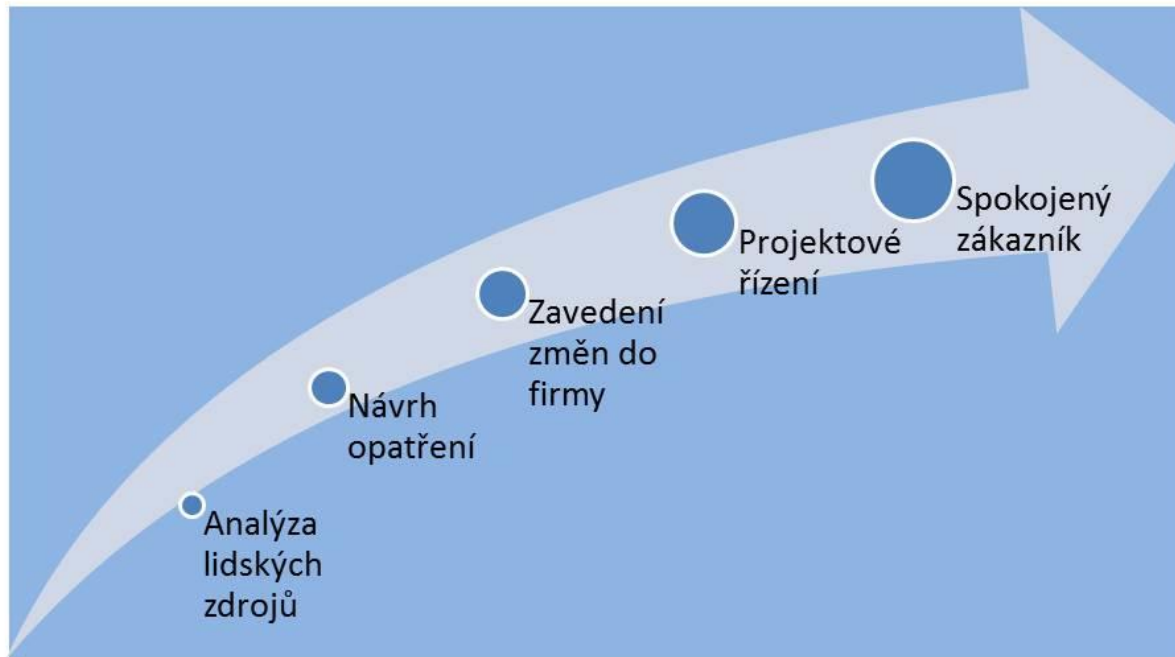 Analýza
lidských
zdrojů
Návrh
opatření
Zavedení
změn do
firmy
Projektové
řízení
Spokojený
zákazník